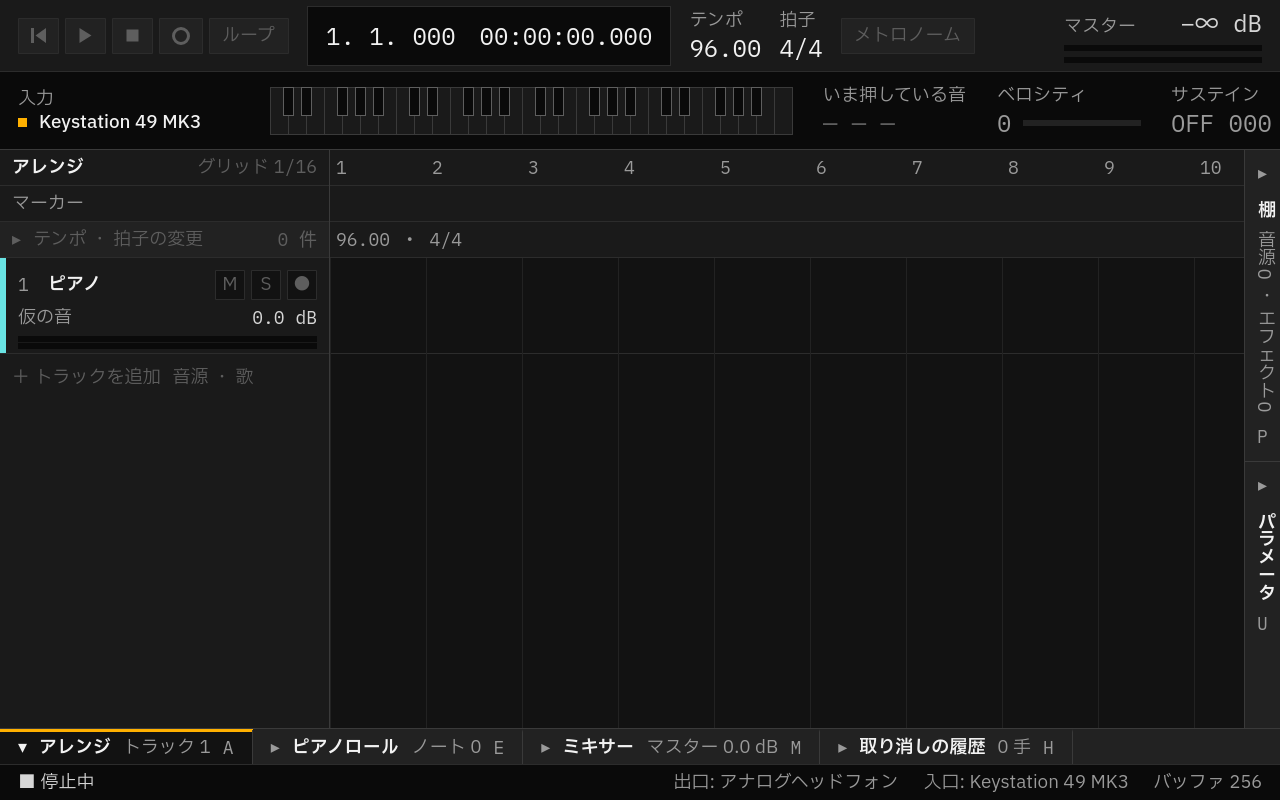 ループ 1. 1. 000 00:00:00.000 テンポ 拍子 メトロノーム マスター −∞ dB
96.00 4/4
入力 いま押している音 ベロシティ サステイン
Keystation 49 MK3 — — — 0 OFF 000
アレンジ グリッド 1/16 1 2 3 4 5 6 7 8 9 10
マーカー
▶ テンポ · 拍子の変更 0 件 96.00 · 4/4
1 ピアノ M S
仮の音 0.0 dB
＋ トラックを追加 音源 · 歌
▶ 棚 音源 0 · エフェクト 0 P
▶ パラメータ U
▼ アレンジ トラック 1 A ▶ ピアノロール ノート 0 E ▶ ミキサー マスター 0.0 dB M ▶ 取り消しの履歴 0 手 H
停止中 出口: アナログヘッドフォン 入口: Keystation 49 MK3 バッファ 256